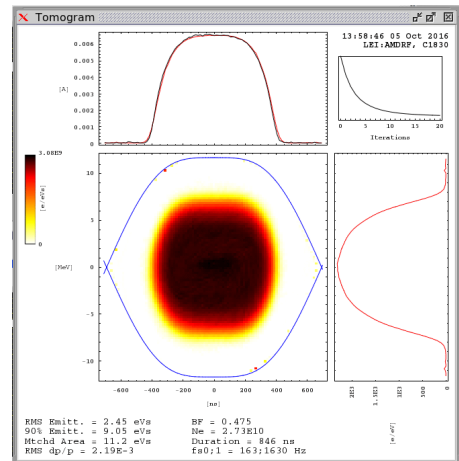 Tomogram
13:58:46 05 Oct 2016
LEI:AMDRF, C1830
0.006
0.005
0.004
0.003
0.002
0.001
0
[A]
0 10 20
Iterations
3.08E9
[e/eVs]
0
10
5
0
-5
-10
[MeV]
-600 -400 -200 0 200 400 600
[ns]
2E3 1.5E3 1E3 500 0
[e/eV]
RMS Emitt. = 2.45 eVs BF = 0.475
90% Emitt. = 9.05 eVs Ne = 2.73E10
Mtchd Area = 11.2 eVs Duration = 846 ns
RMS dp/p = 2.19E-3 fs0;1 = 163;1630 Hz